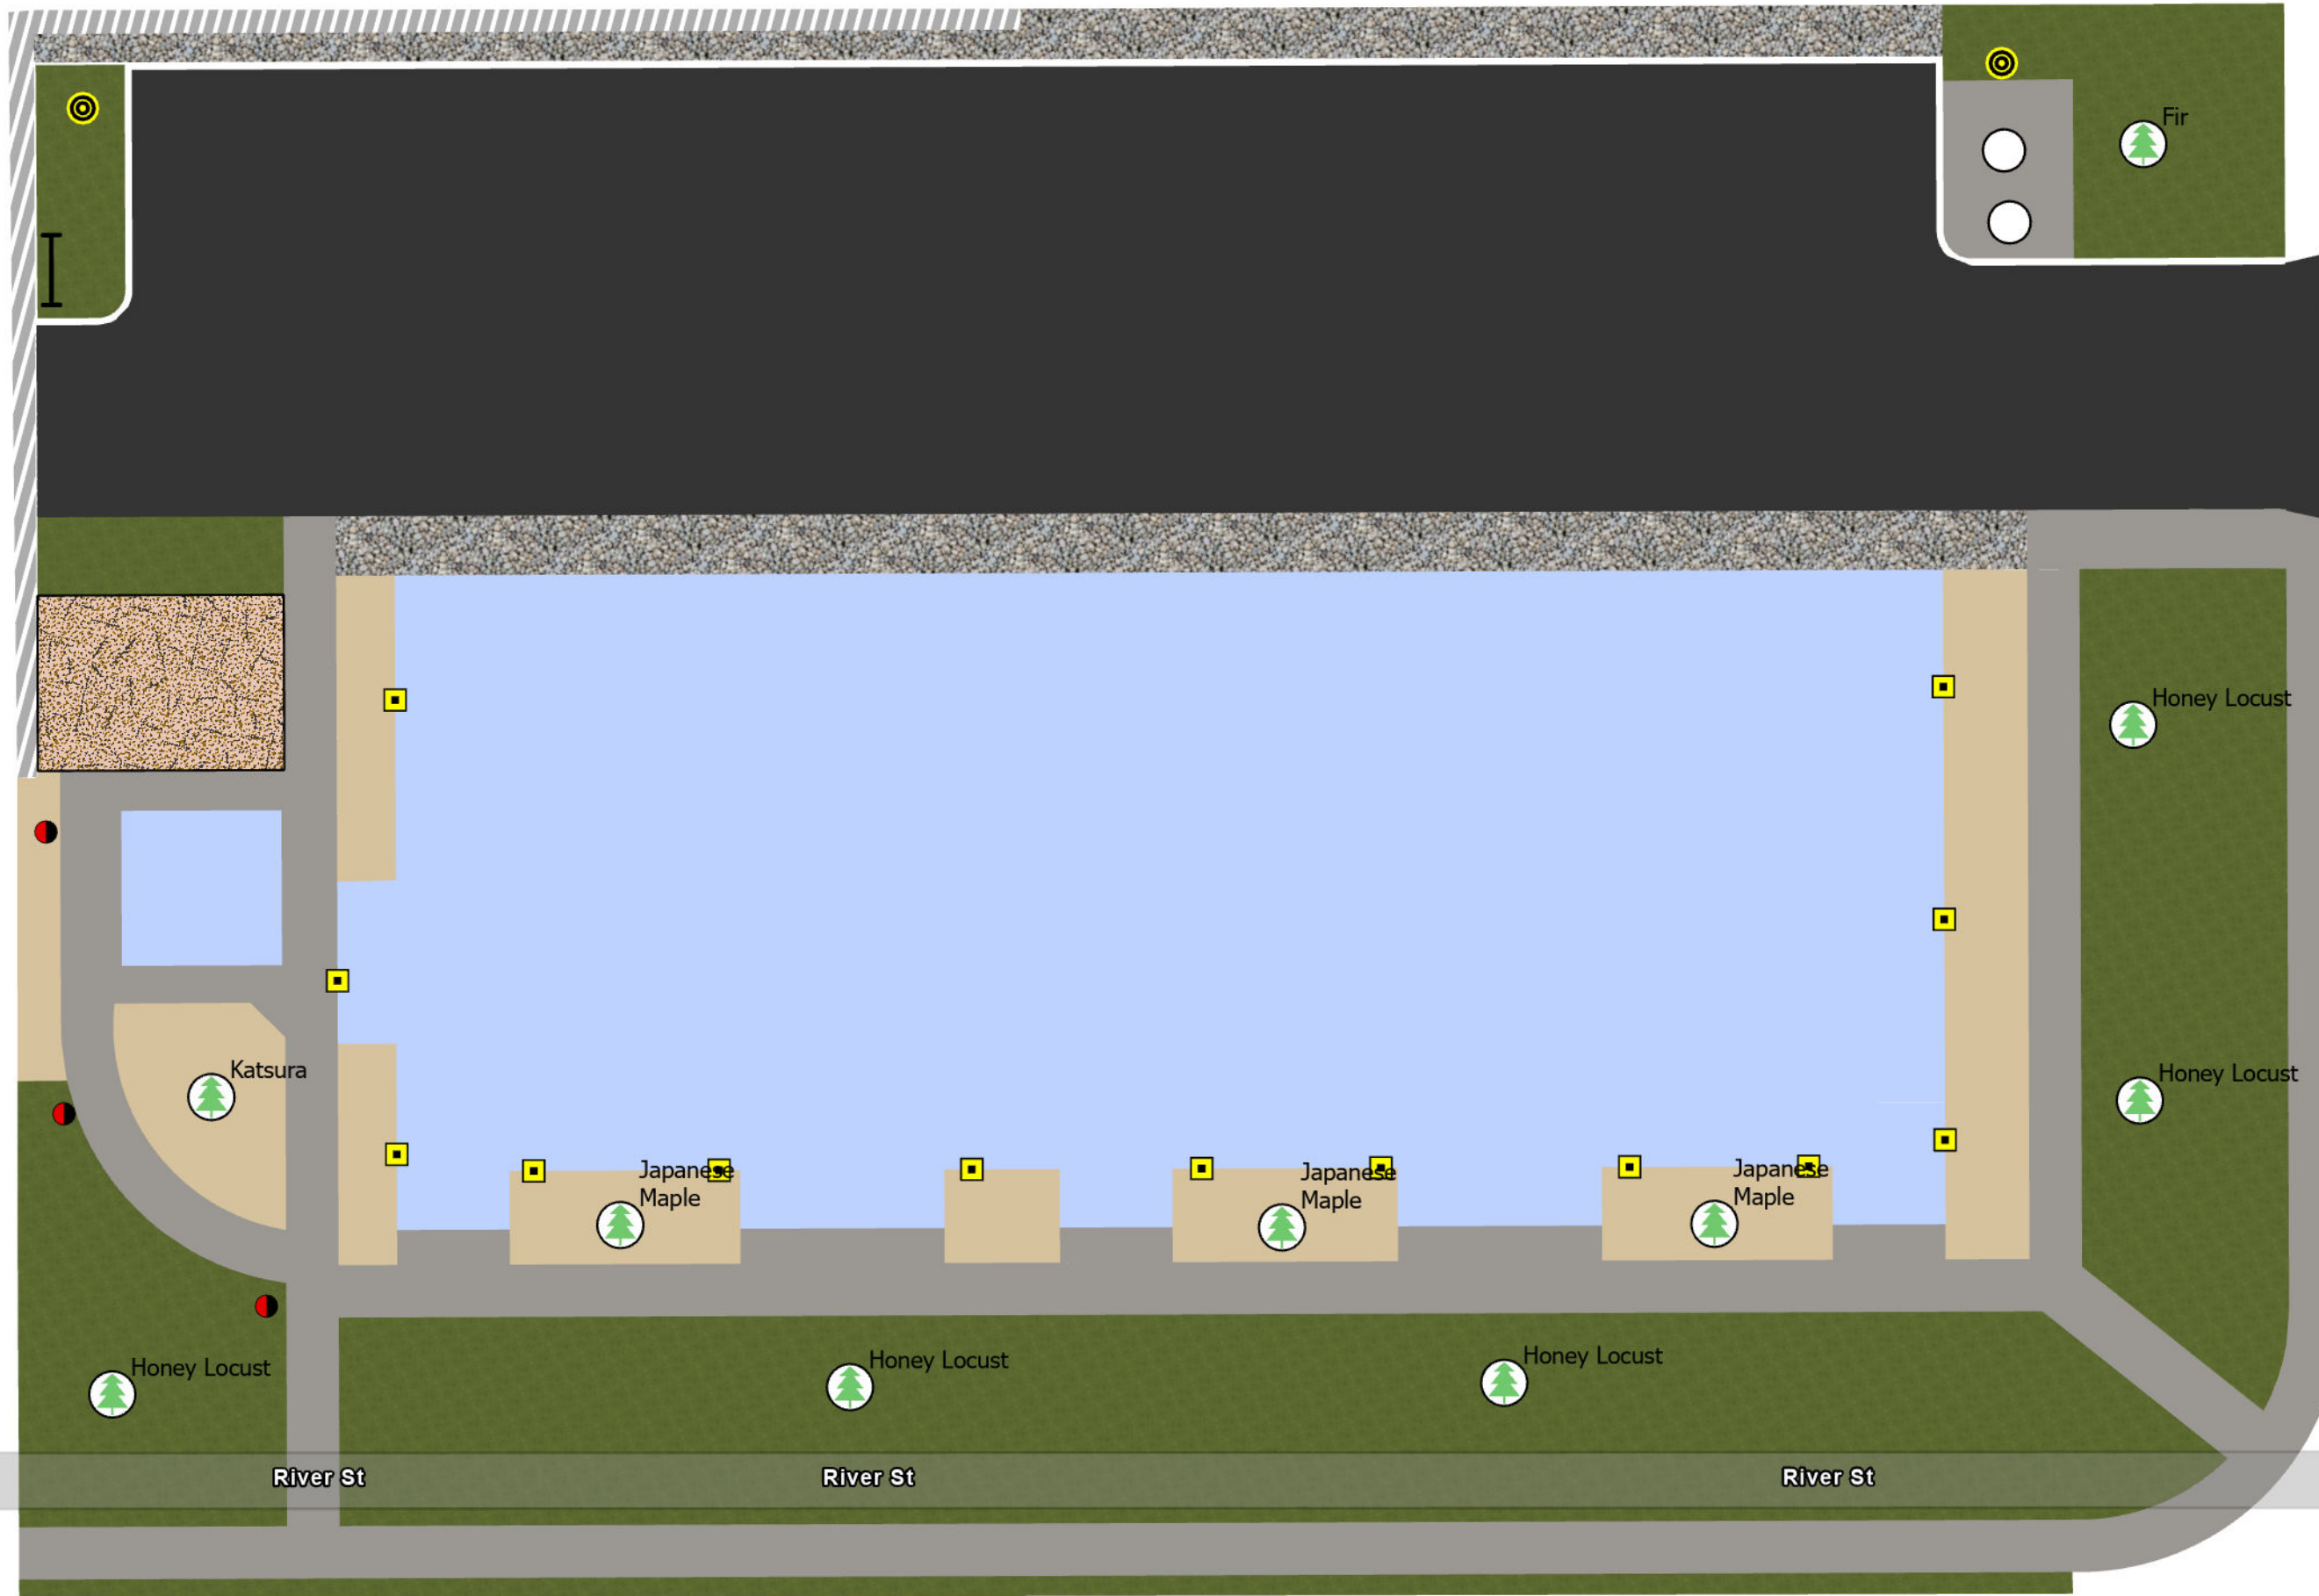 Fir
Honey Locust
Katsura
Honey Locust
Japanese
Maple
Japanese
Maple
Japanese
Maple
Honey Locust
Honey Locust
Honey Locust
River St
River St
River St